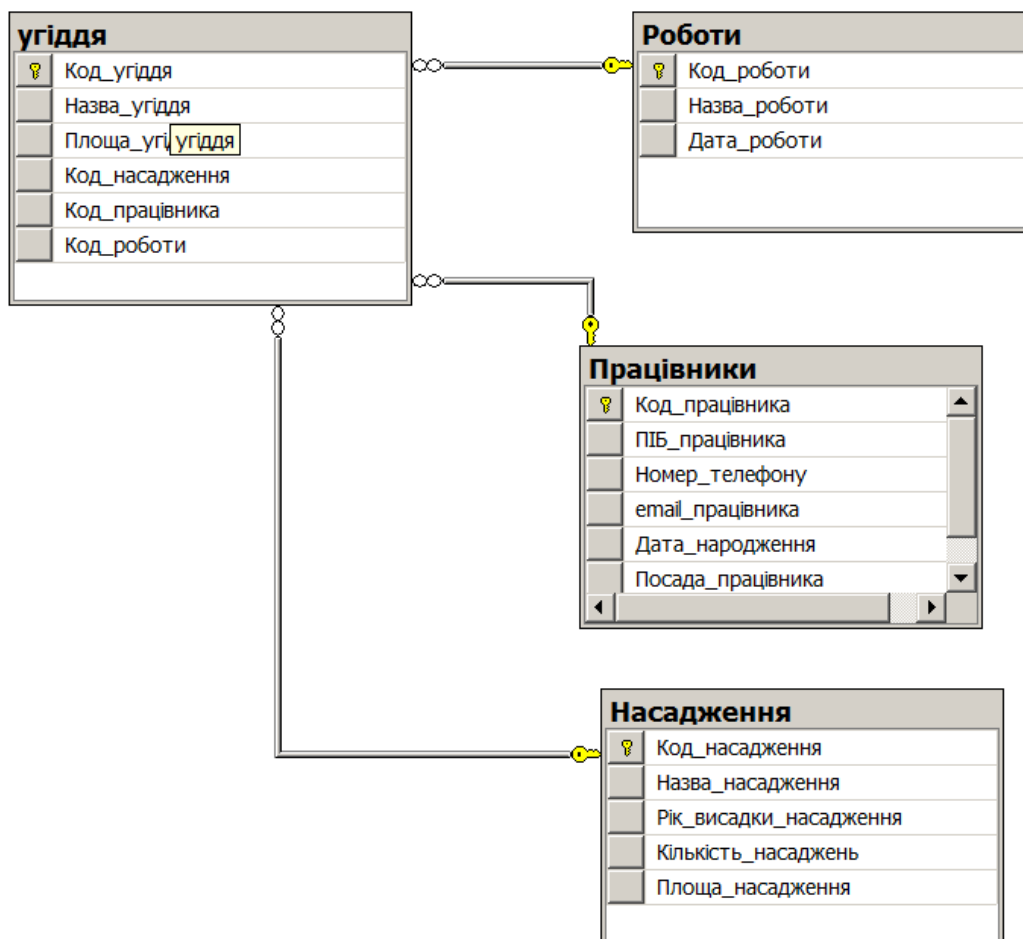 угіддя
Код_угіддя
Назва_угіддя
Площа_угі
угіддя
Код_насадження
Код_працівника
Код_роботи
Роботи
Код_роботи
Назва_роботи
Дата_роботи
Працівники
Код_працівника
ПІБ_працівника
Номер_телефону
email_працівника
Дата_народження
Посада_працівника
Насадження
Код_насадження
Назва_насадження
Рік_висадки_насадження
Кількість_насаджень
Площа_насадження